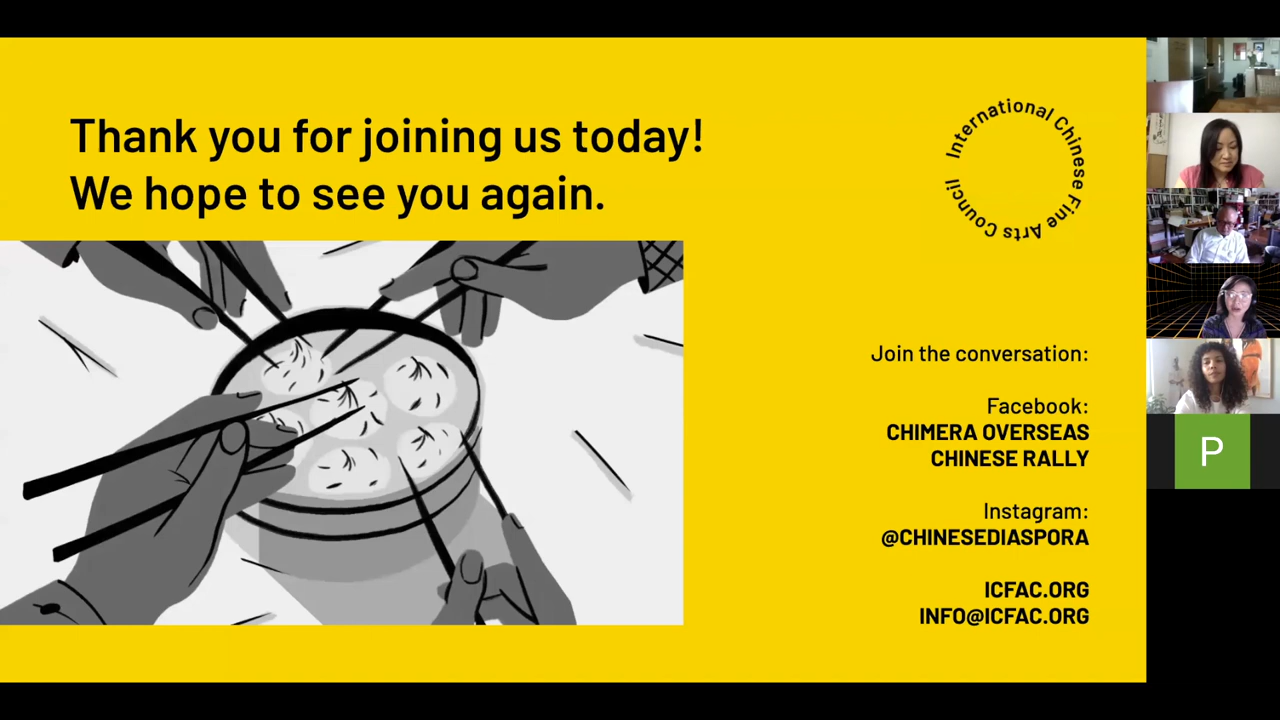 Thank you for joining us today!
We hope to see you again.
International Chinese Fine Arts Council
Join the conversation:
Facebook:
CHIMERA OVERSEAS
CHINESE RALLY
Instagram:
@CHINESEDIASPORA
ICFAC.ORG
INFO@ICFAC.ORG
P